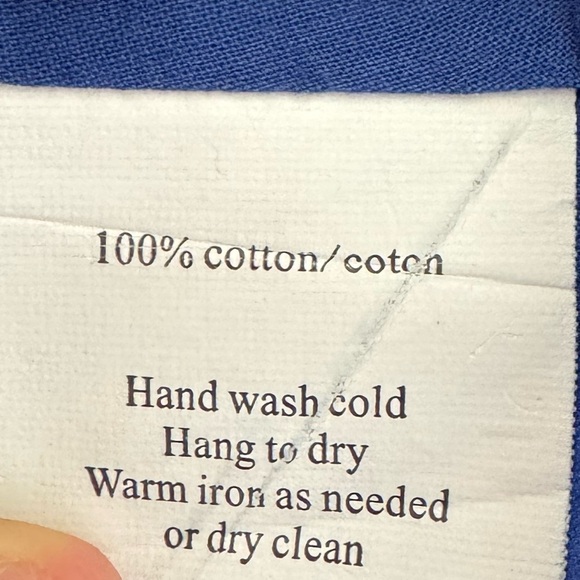 100% cotton/coton
Hand wash cold
Hang to dry
Warm iron as needed
or dry clean